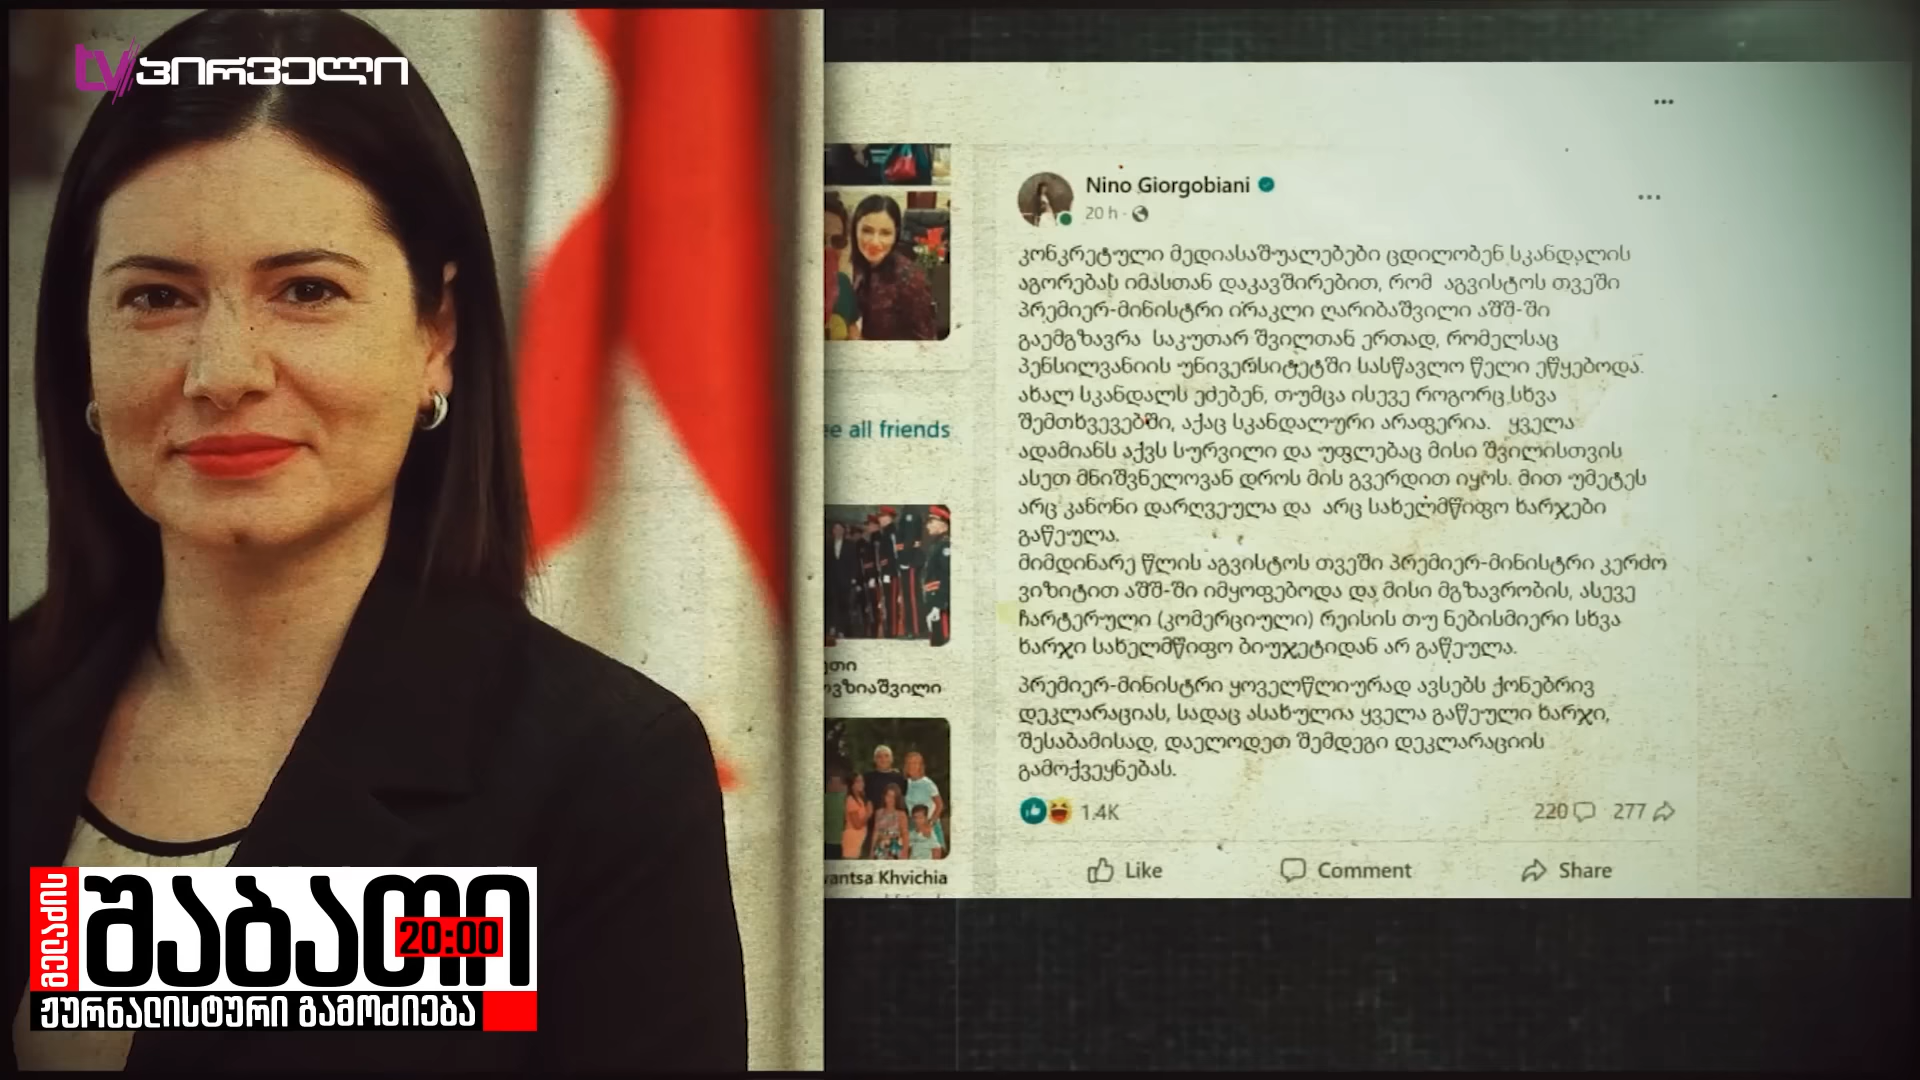 tv პირველი
Nino Giorgobiani
20 h
კონკრეტული მედიასაშუალებები ცდილობენ სკანდალის
აგორებას იმასთან დაკავშირებით, რომ აგვისტოს თვეში
პრემიერ-მინისტრი ირაკლი ღარიბაშვილი აშშ-ში
გაემგზავრა საკუთარ შვილთან ერთად, რომელსაც
პენსილვანიის უნივერსიტეტში სასწავლო წელი ეწყებოდა.
ახალ სკანდალს ეძებენ, თუმცა ისევე როგორც სხვა
შემთხვევებში, აქაც სკანდალური არაფერია. ყველა
ადამიანს აქვს სურვილი და უფლებაც მისი შვილისთვის
ასეთ მნიშვნელოვან დროს მის გვერდით იყოს. მით უმეტეს
არც კანონი დარღვეულა და არც სახელმწიფო ხარჯები
გაწეულა.
მიმდინარე წლის აგვისტოს თვეში პრემიერ-მინისტრი კერძო
ვიზიტით აშშ-ში იმყოფებოდა და მისი მგზავრობის, ასევე
ჩარტერული (კომერციული) რეისის თუ ნებისმიერი სხვა
ხარჯი სახელმწიფო ბიუჯეტიდან არ გაწეულა.
პრემიერ-მინისტრი ყოველწლიურად ავსებს ქონებრივ
დეკლარაციას, სადაც ასახულია ყველა გაწეული ხარჯი,
შესაბამისად, დაელოდეთ შემდეგი დეკლარაციის
გამოქვეყნებას.
1.4K
220 277
Like Comment Share
all friends
Khvichia
მელაძის
შაბათი
20:00
ჟურნალისტური გამოძიება